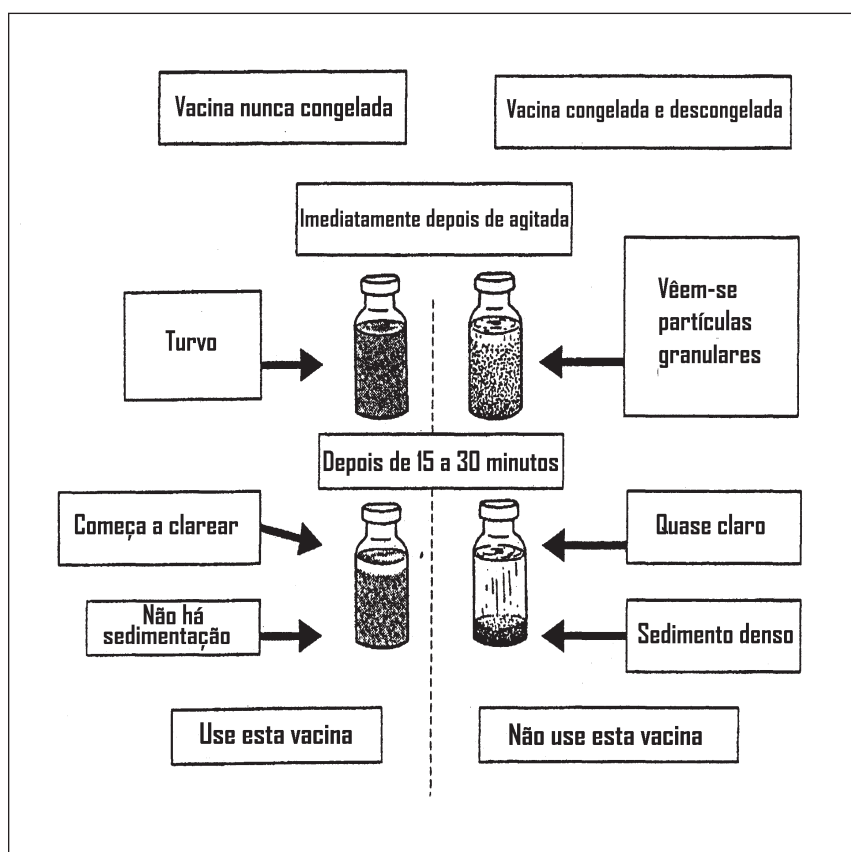 Vacina nunca congelada
Vacina congelada e descongelada
Imediatamente depois de agitada
Turvo
Vêem-se
partículas
granulares
Depois de 15 a 30 minutos
Começa a clarear
Quase claro
Não há
sedimentação
Sedimento denso
Use esta vacina
Não use esta vacina